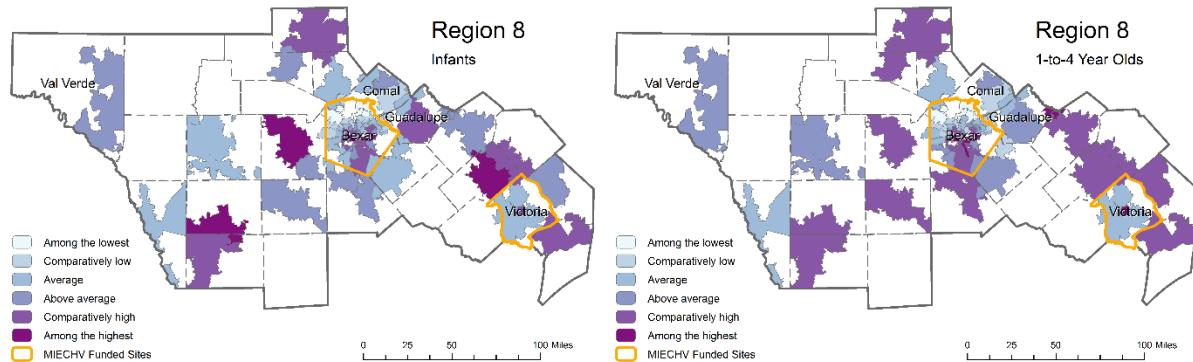 Region 8
Infants
Val Verde
Comal
Guadalupe
Bexar
Victoria
Among the lowest
Comparatively low
Average
Above average
Comparatively high
Among the highest
MIECHV Funded Sites
0 25 50 100 Miles
Region 8
1-to-4 Year Olds
Val Verde
Comal
Guadalupe
Bexar
Victoria
Among the lowest
Comparatively low
Average
Above average
Comparatively high
Among the highest
MIECHV Funded Sites
0 25 50 100 Miles